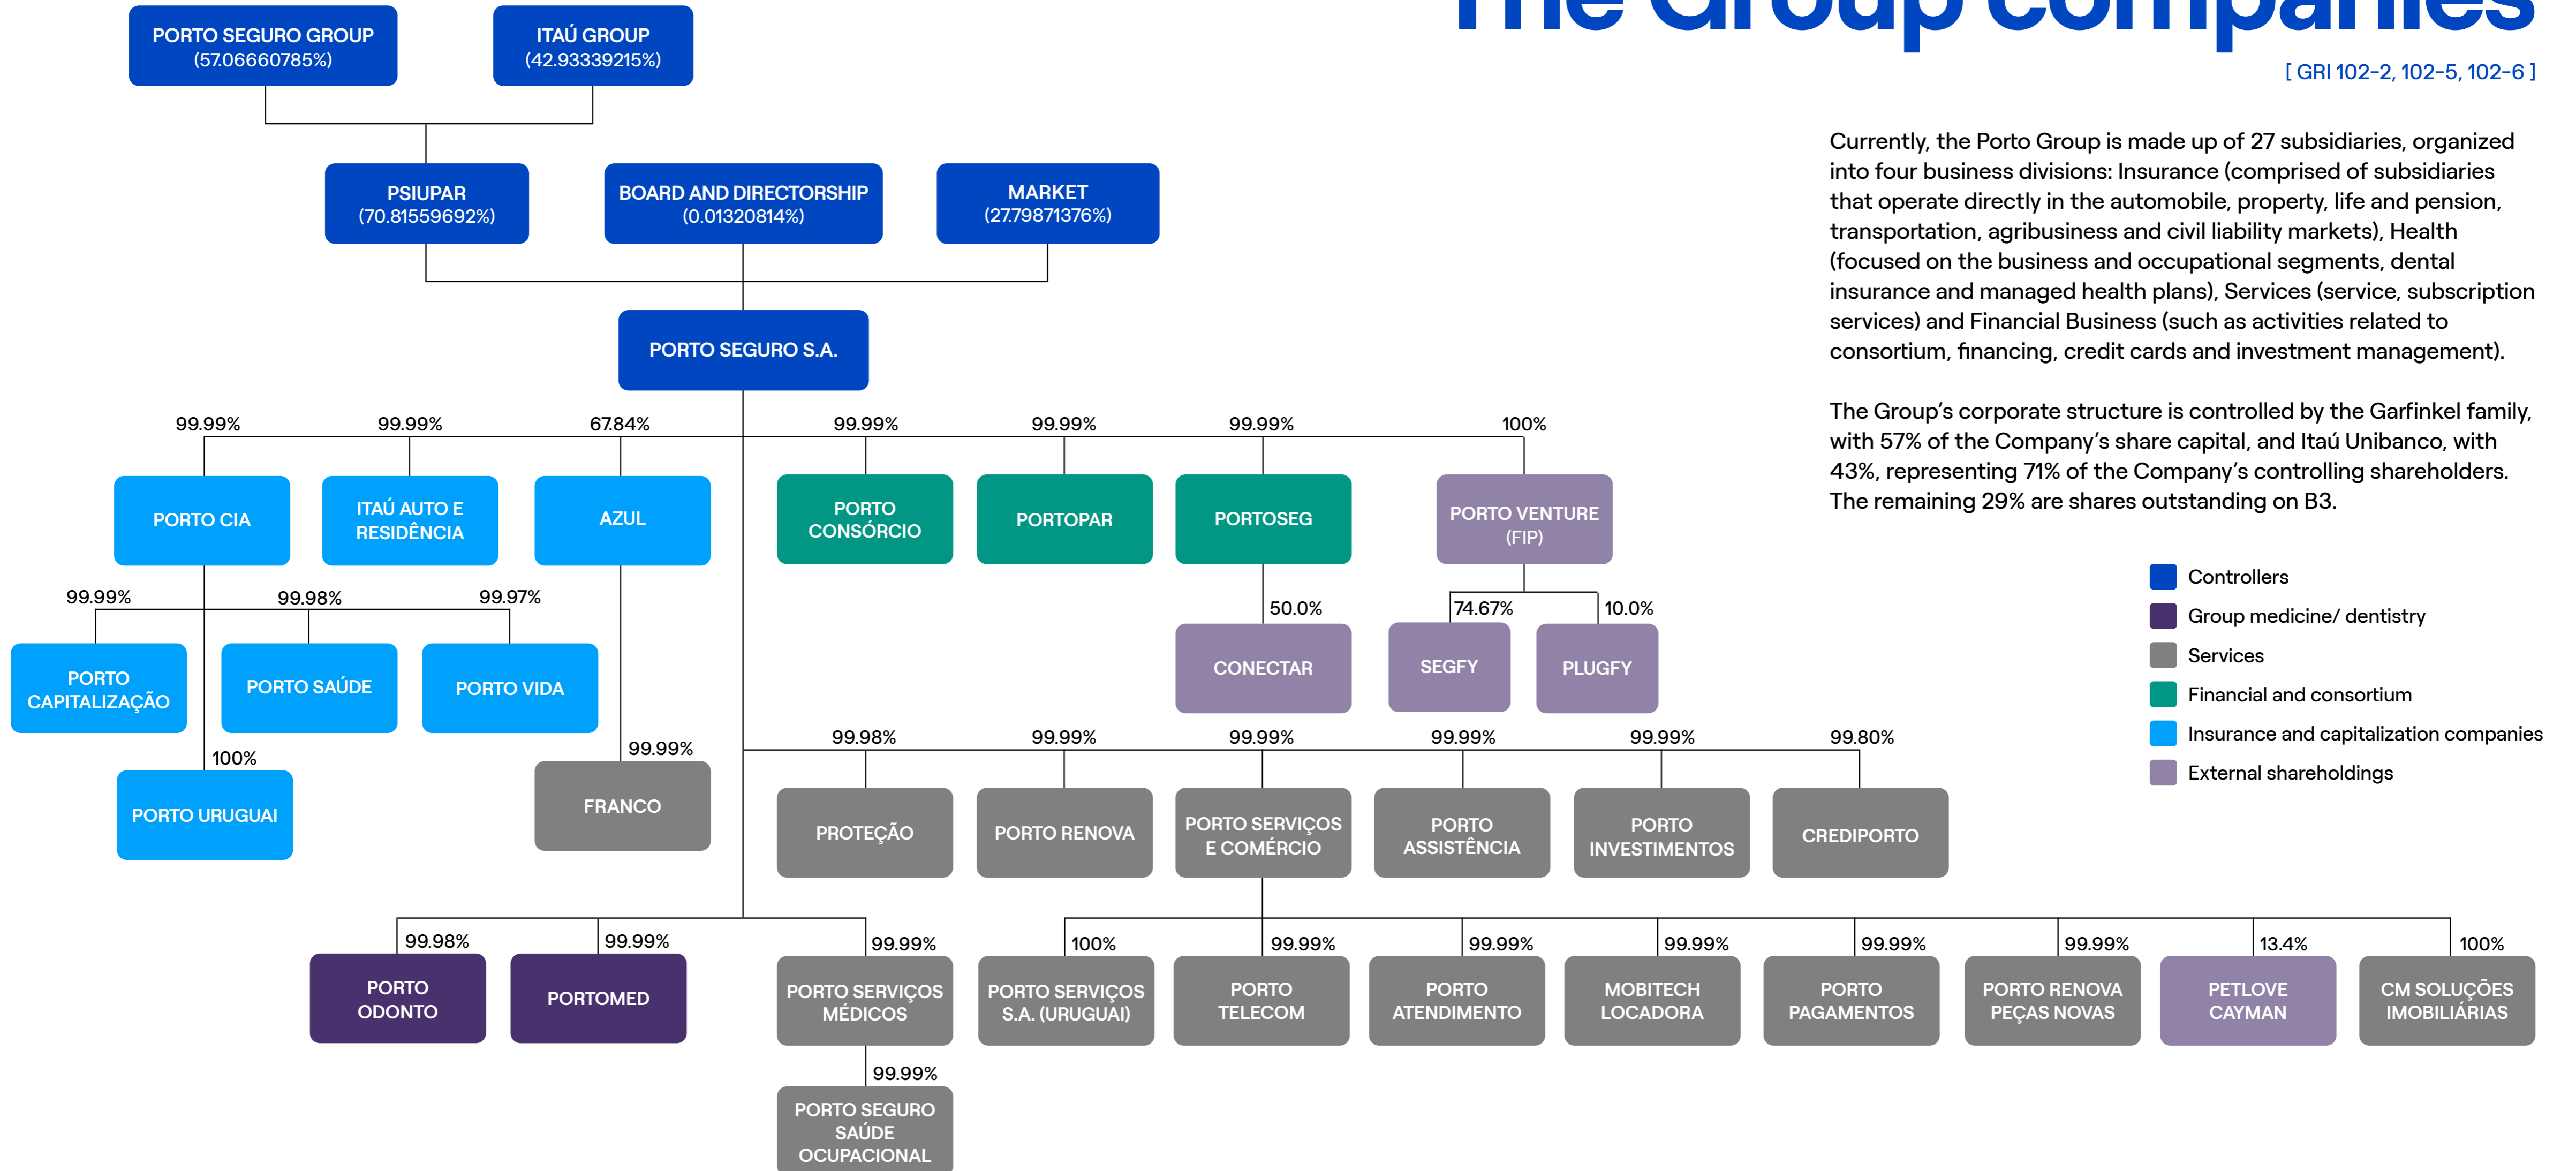 The Group companies
[ GRI 102-2, 102-5, 102-6 ]
PORTO SEGURO GROUP
(57.06660785%)
ITAÚ GROUP
(42.93339215%)
PSIUPAR
(70.81559692%)
BOARD AND DIRECTORSHIP
(0.01320814%)
MARKET
(27.79871376%)
PORTO SEGURO S.A.
Currently, the Porto Group is made up of 27 subsidiaries, organized
into four business divisions: Insurance (comprised of subsidiaries
that operate directly in the automobile, property, life and pension,
transportation, agribusiness and civil liability markets), Health
(focused on the business and occupational segments, dental
insurance and managed health plans), Services (service, subscription
services) and Financial Business (such as activities related to
consortium, financing, credit cards and investment management).
The Group’s corporate structure is controlled by the Garfinkel family,
with 57% of the Company’s share capital, and Itaú Unibanco, with
43%, representing 71% of the Company’s controlling shareholders.
The remaining 29% are shares outstanding on B3.
99.99%
99.99%
67.84%
99.99%
99.99%
99.99%
100%
PORTO CIA
ITAÚ AUTO E
RESIDÊNCIA
AZUL
PORTO
CONSÓRCIO
PORTOPAR
PORTOSEG
PORTO VENTURE
(FIP)
99.99%
99.98%
99.97%
50.0%
74.67%
10.0%
PORTO
CAPITALIZAÇÃO
PORTO SAÚDE
PORTO VIDA
CONECTAR
SEGFY
PLUGFY
Controllers
Group medicine/ dentistry
Services
Financial and consortium
Insurance and capitalization companies
External shareholdings
100%
99.99%
PORTO URUGUAI
FRANCO
99.98%
99.99%
99.99%
99.99%
99.99%
99.80%
PROTEÇÃO
PORTO RENOVA
PORTO SERVIÇOS
E COMÉRCIO
PORTO
ASSISTÊNCIA
PORTO
INVESTIMENTOS
CREDIPORTO
99.98%
99.99%
99.99%
100%
99.99%
99.99%
99.99%
99.99%
99.99%
13.4%
100%
PORTO
ODONTO
PORTOMED
PORTO SERVIÇOS
MÉDICOS
PORTO SERVIÇOS
S.A. (URUGUAI)
PORTO
TELECOM
PORTO
ATENDIMENTO
MOBITECH
LOCADORA
PORTO
PAGAMENTOS
PORTO RENOVA
PEÇAS NOVAS
PETLOVE
CAYMAN
CM SOLUÇÕES
IMOBILIÁRIAS
99.99%
PORTO SEGURO
SAÚDE
OCUPACIONAL